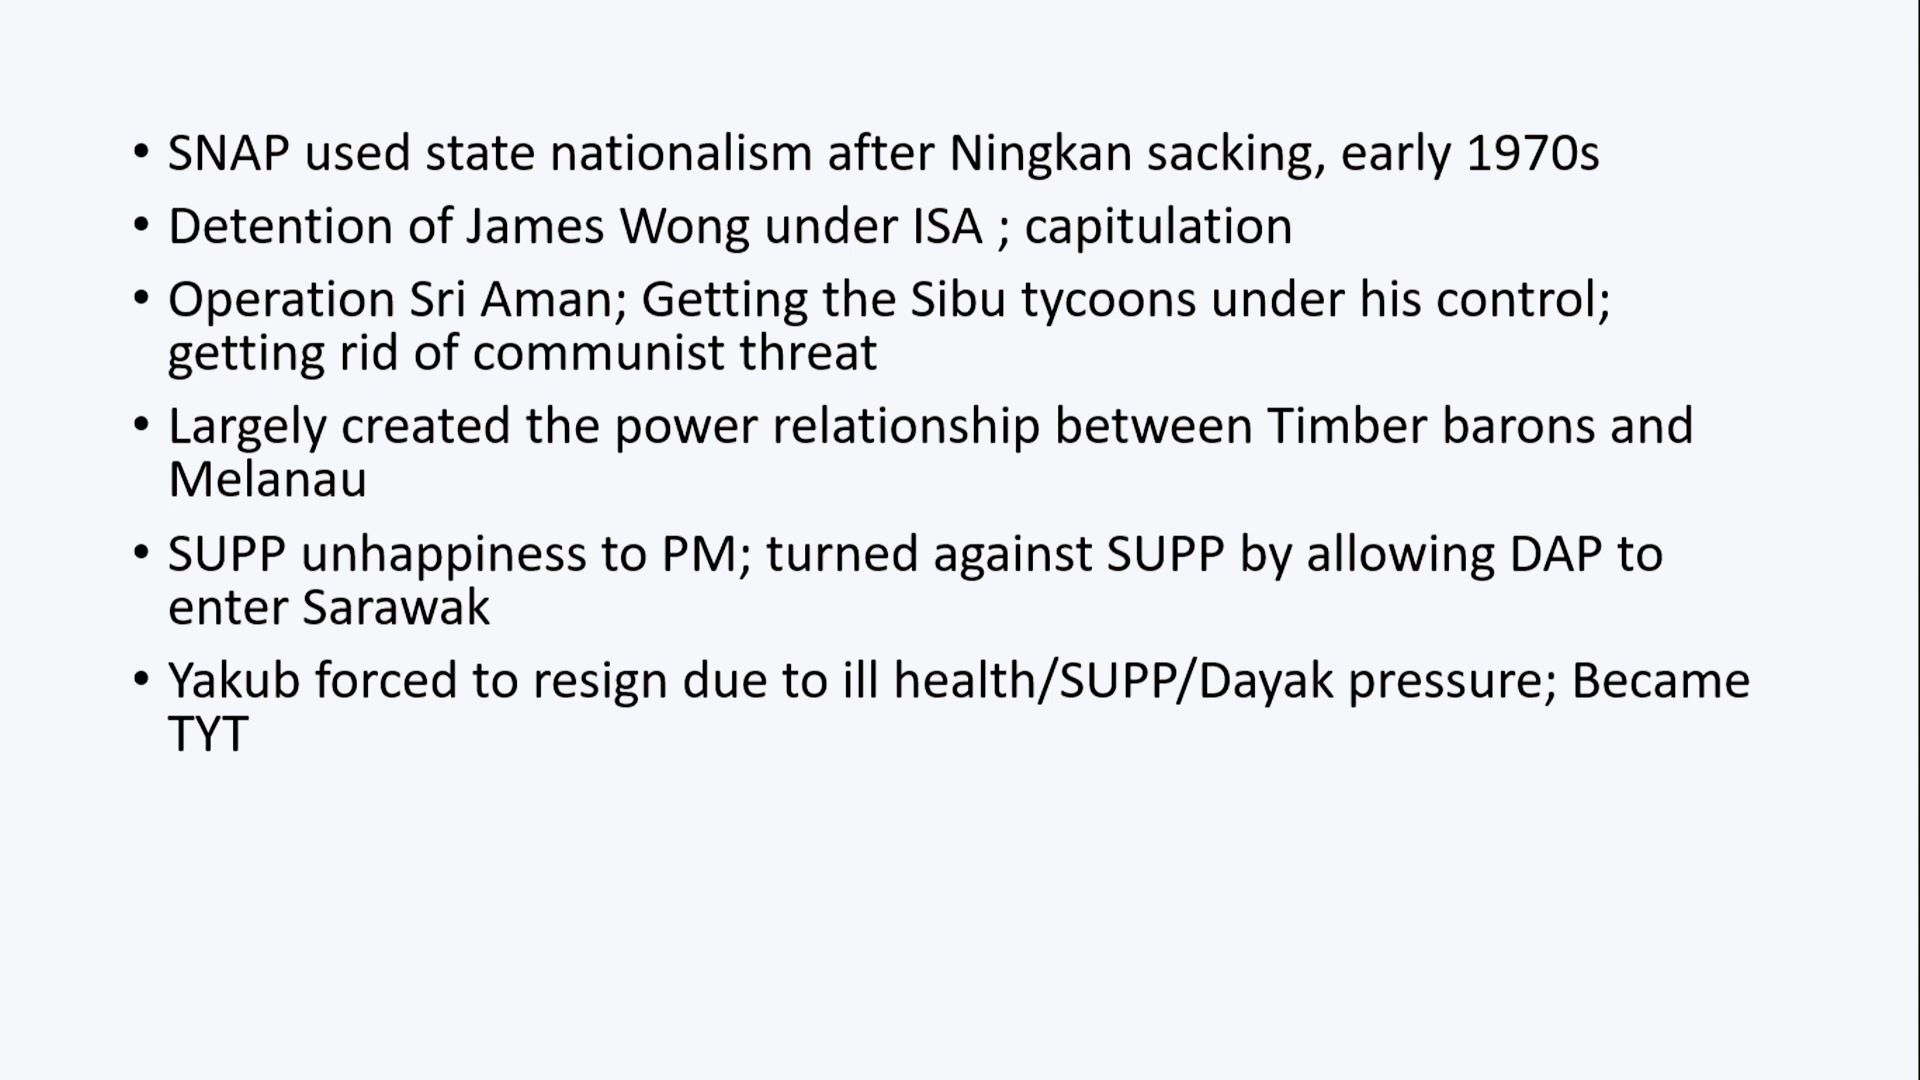 • SNAP used state nationalism after Ningkan sacking, early 1970s
• Detention of James Wong under ISA ; capitulation
• Operation Sri Aman; Getting the Sibu tycoons under his control;
getting rid of communist threat
• Largely created the power relationship between Timber barons and
Melanau
• SUPP unhappiness to PM; turned against SUPP by allowing DAP to
enter Sarawak
• Yakub forced to resign due to ill health/SUPP/Dayak pressure; Became
TYT